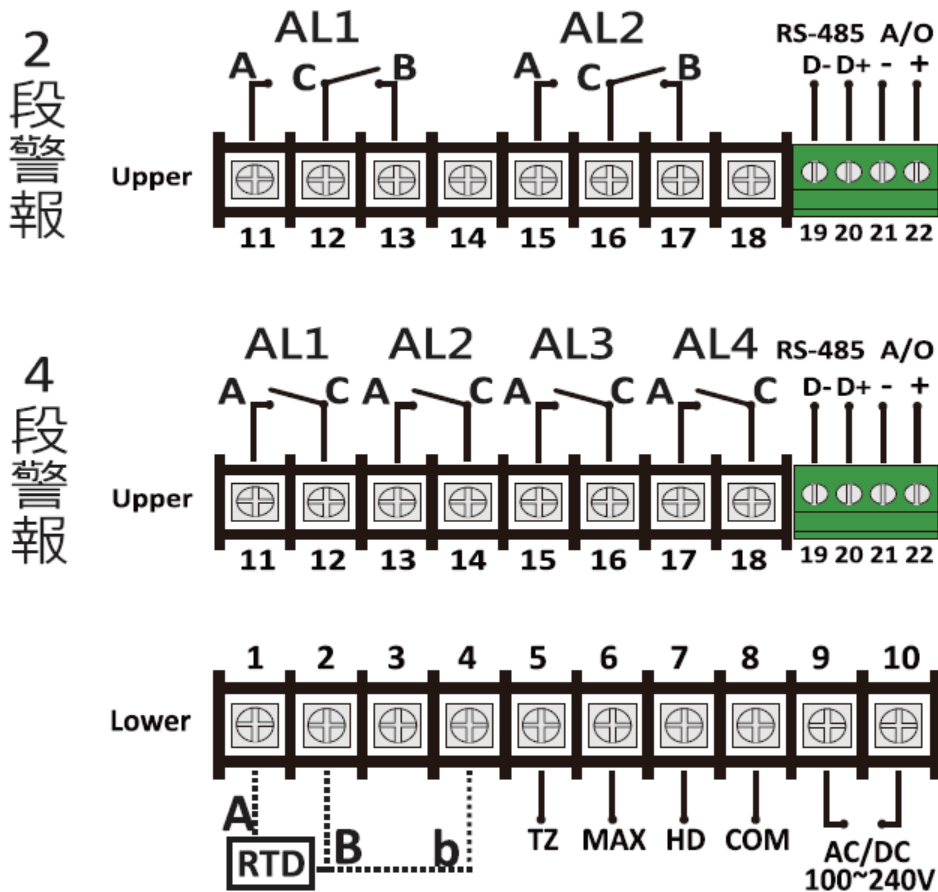 2段警報
AL1 AL2
RS-485 A/O
A C B A C B D- D+ - +
Upper
11 12 13 14 15 16 17 18 19 20 21 22
4段警報
AL1 AL2 AL3 AL4 RS-485 A/O
A C A C A C A C D- D+ - +
Upper
11 12 13 14 15 16 17 18 19 20 21 22
1 2 3 4 5 6 7 8 9 10
Lower
A
RTD B b TZ MAX HD COM
AC/DC
100~240V